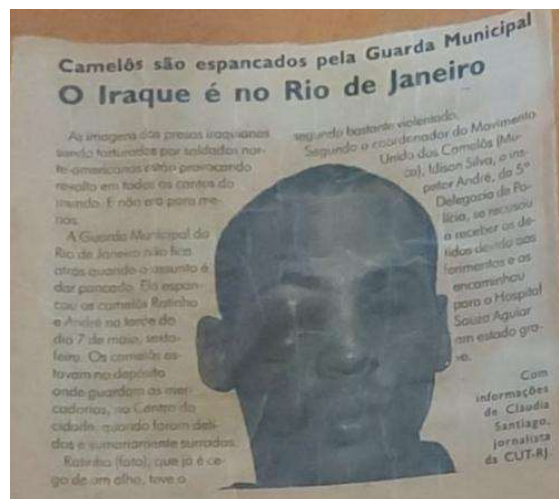 Camelôs são espancados pela Guarda Municipal
O Iraque é no Rio de Janeiro
As imagens dos presos iraquianos
sendo torturados por soldados nor-
te-americanos estão provocando
revolta em todos os cantos do
mundo. E não era para me-
nos.
A Guarda Municipal do
Rio de Janeiro não fica
atrás quando o assunto é
dar pancada. Ela espan-
cou os camelôs Ratinho
e André na tarde do
dia 7 de maio, sexta-
feira. Os camelôs es-
tavam no depósito
onde guardam as mer-
cadorias, no Centro da
cidade, quando foram deti-
dos e sumariamente surrados.
Ratinho (foto), que já é ce-
go de um olho, teve o
segundo bastante violentado.
Segundo o coordenador do Movimento
Unido dos Camelôs (Mu-
ca), Idison Silva, o ins-
petor André, da 5ª
Delegacia de Po-
lícia, se recusou
a receber os de-
tidos devido aos
ferimentos e os
encaminhou
para o Hospital
Souza Aguiar
em estado gra-
ve.
Com
informações
de Claudia
Santiago,
jornalista
da CUT-RJ